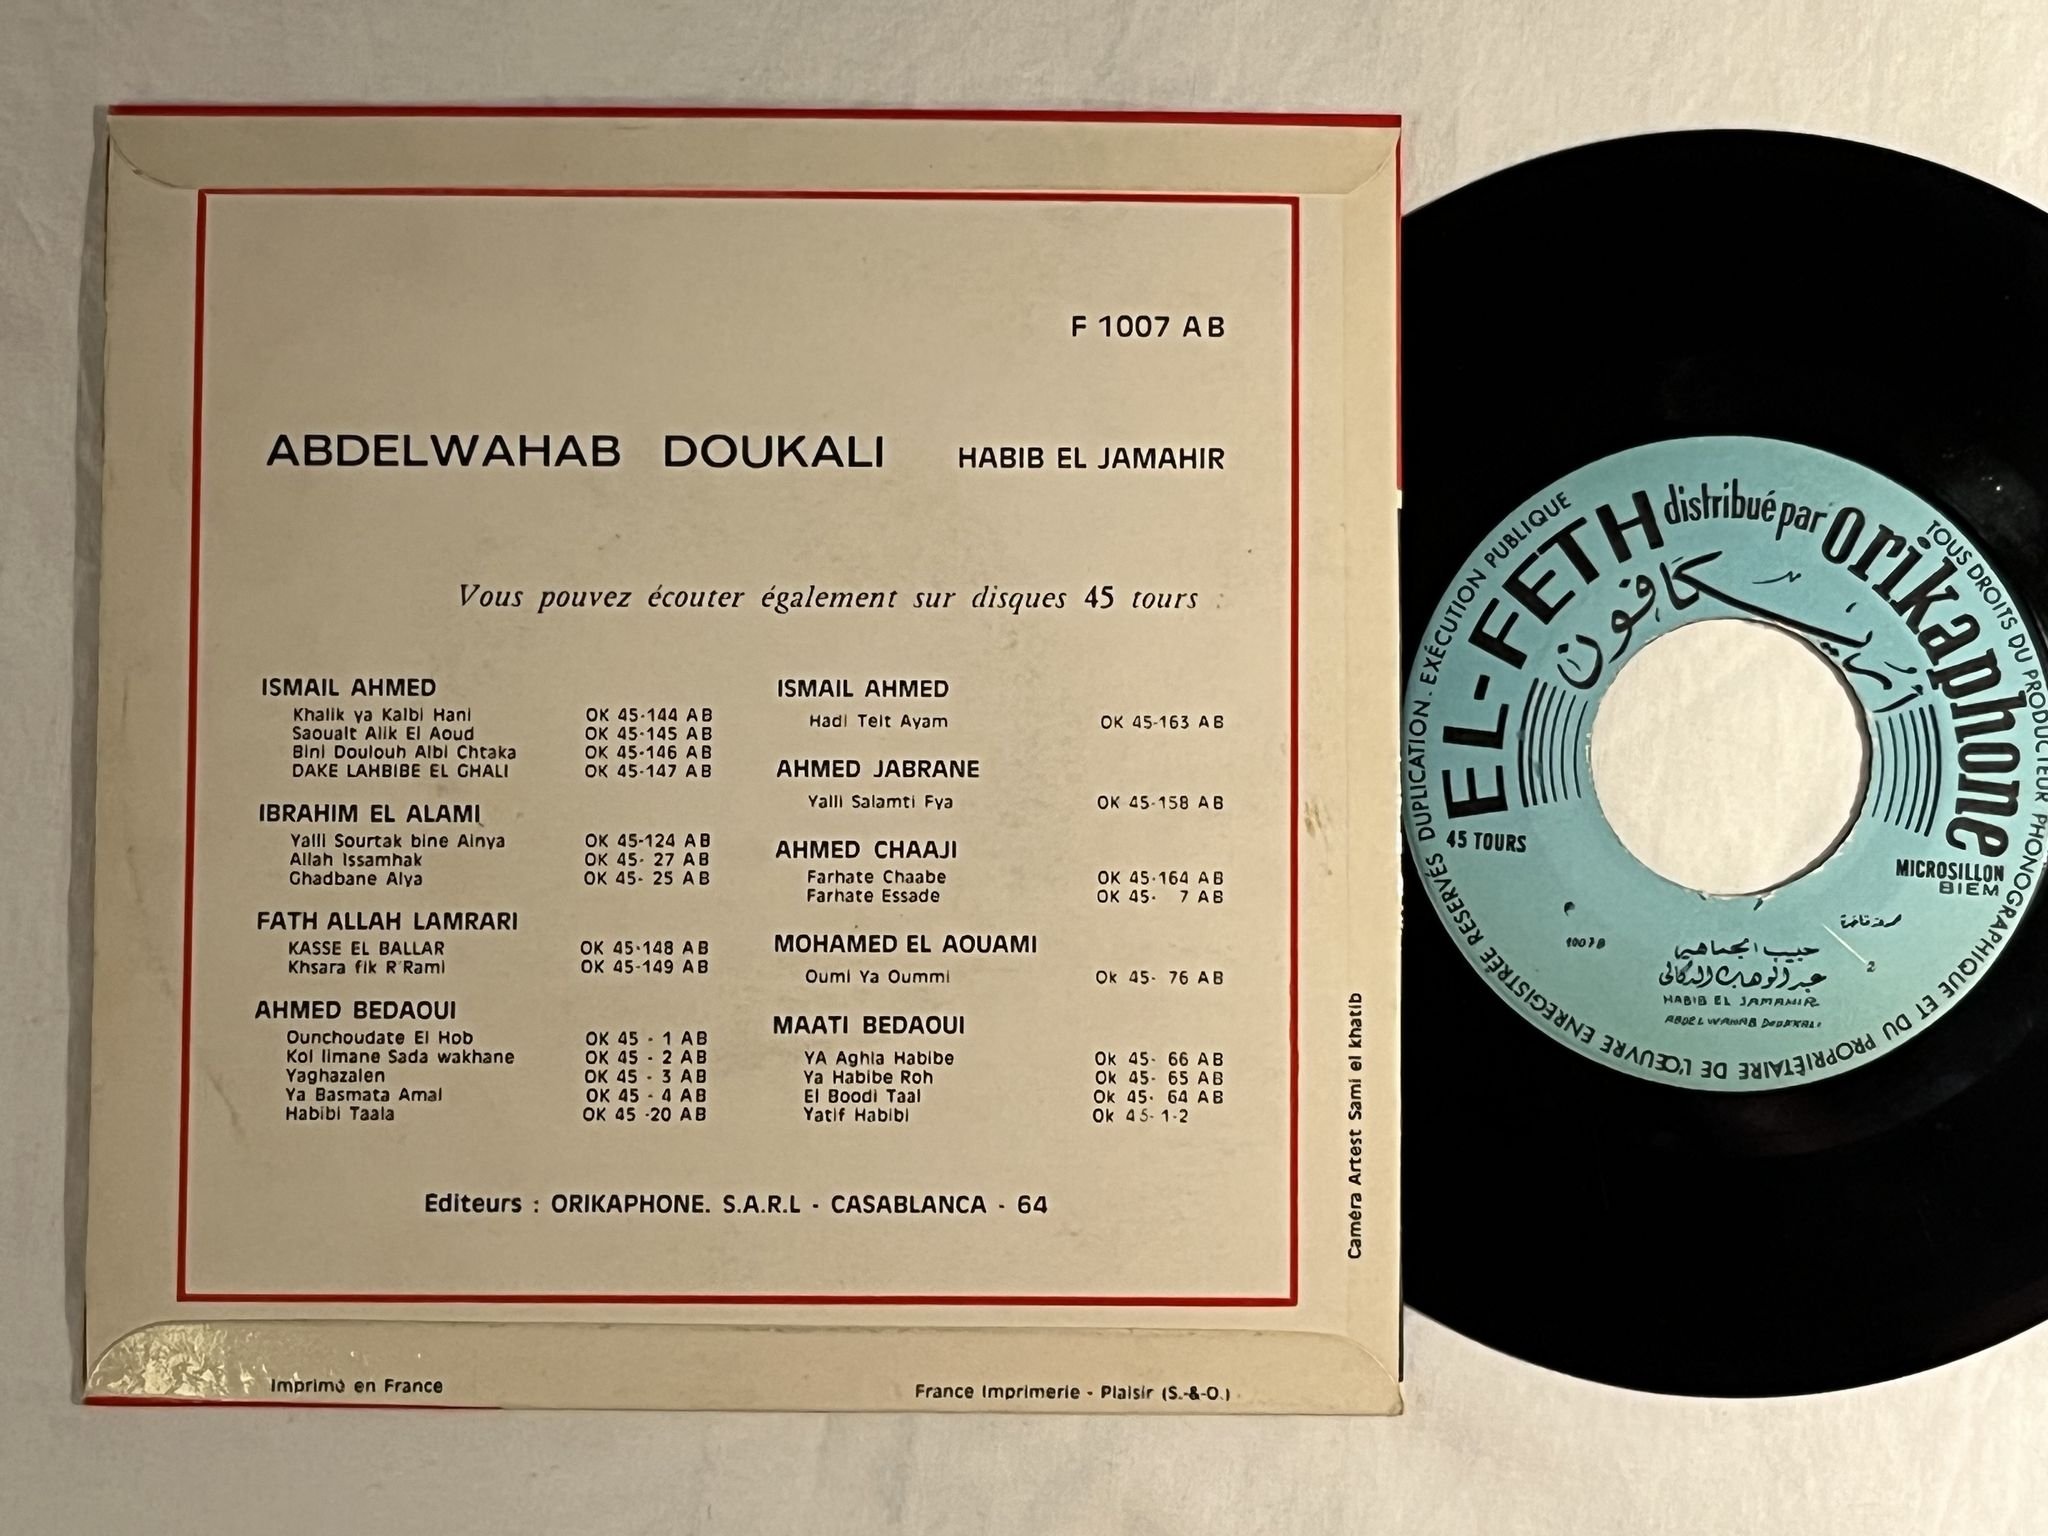 F 1007 AB
ABDELWAHAB DOUKALI HABIB EL JAMAHIR
Vous pouvez écouter également sur disques 45 tours :
ISMAIL AHMED
Khalik ya Kalbi Hani OK 45-144 AB
Saoualt Alik El Aoud OK 45-145 AB
Bini Doulouh Albi Chtaka OK 45-146 AB
DAKE LAHBIBE EL GHALI OK 45-147 AB
IBRAHIM EL ALAMI
Yalli Sourtak bine Ainya OK 45-124 AB
Allah Issamhak OK 45- 27 AB
Ghadbane Alya OK 45- 25 AB
FATH ALLAH LAMRARI
KASSE EL BALLAR OK 45-148 AB
Khsara fik R'Rami OK 45-149 AB
AHMED BEDAOUI
Ounchoudate El Hob OK 45 - 1 AB
Kol limane Sada wakhane OK 45 - 2 AB
Yaghazalen OK 45 - 3 AB
Ya Basmata Amal OK 45 - 4 AB
Habibi Taala OK 45 -20 AB
ISMAIL AHMED
Hadi Telt Ayam OK 45-163 AB
AHMED JABRANE
Yalli Salamti Fya OK 45-158 AB
AHMED CHAAJI
Farhate Chaabe OK 45-164 AB
Farhate Essade OK 45- 7 AB
MOHAMED EL AOUAMI
Oumi Ya Oummi Ok 45- 76 AB
MAATI BEDAOUI
YA Aghla Habibe Ok 45- 66 AB
Ya Habibe Roh Ok 45- 65 AB
El Boodi Taal Ok 45- 64 AB
Yatif Habibi Ok 45- 1-2
Editeurs : ORIKAPHONE. S.A.R.L - CASABLANCA - 64
Caméra Artest Sami el khatib
Imprimé en France
France Imprimerie - Plaisir (S.-&-O.)
EL-FETH distribué par Orikaphone
أوريكافون
TOUS DROITS DU PRODUCTEUR PHONOGRAPHIQUE ET DU PROPRIÉTAIRE DE L'ŒUVRE ENREGISTRÉE RESERVÉS DUPLICATION - EXÉCUTION PUBLIQUE
45 TOURS
MICROSILLON
BIEM
1007 B
2
حبيب الجماهير
عبد الوهاب الدكالي
HABIB EL JAMAHIR
ABDELWAHAB DOUKALI